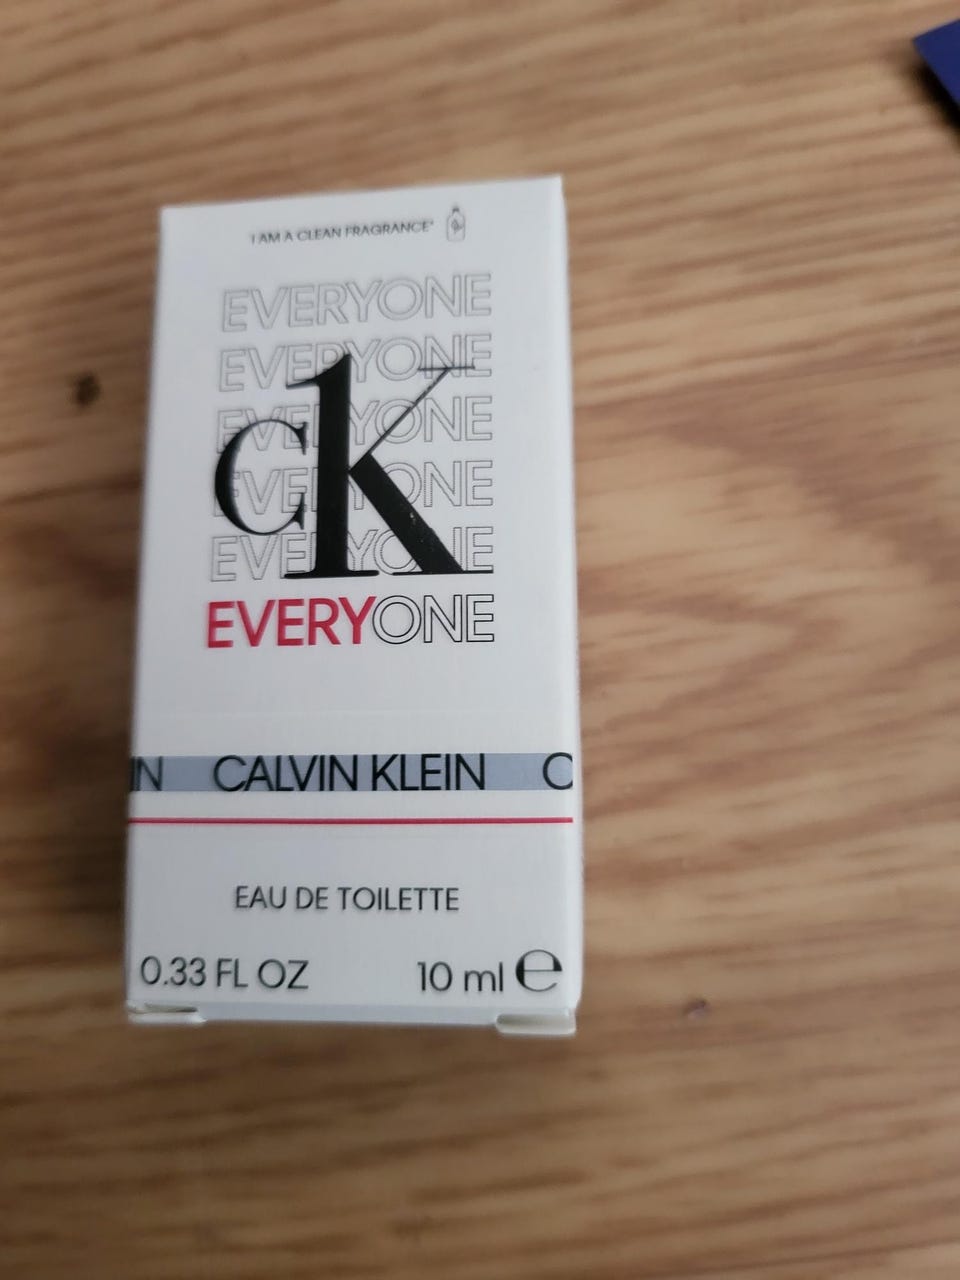 I AM A CLEAN FRAGRANCE*
EVERYONE
EVERYONE
EVERYONE
EVERYONE
EVERYONE
cK
EVERYONE
IN CALVIN KLEIN C
EAU DE TOILETTE
0.33 FL OZ 10 ml ℮